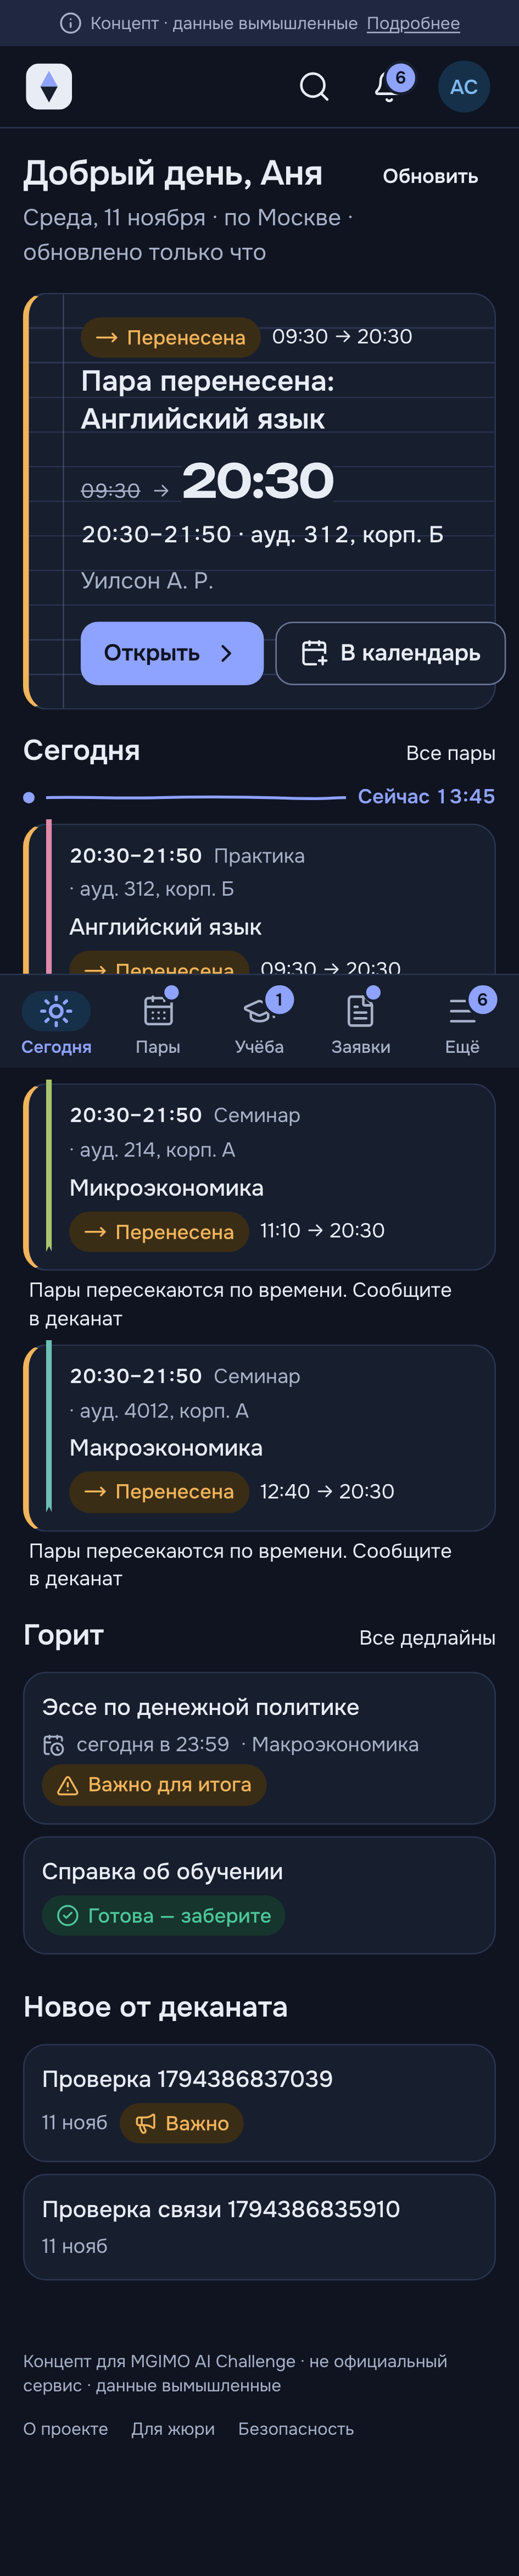 Концепт · данные вымышленные Подробнее
6
АС
Добрый день, Аня
Обновить
Среда, 11 ноября · по Москве ·
обновлено только что
→ Перенесена 09:30 → 20:30
Пара перенесена:
Английский язык
09:30 → 20:30
20:30–21:50 · ауд. 312, корп. Б
Уилсон А. Р.
Открыть
В календарь
Сегодня
Все пары
Сейчас 13:45
20:30–21:50 Практика
· ауд. 312, корп. Б
Английский язык
→ Перенесена 09:30 → 20:30
1
6
Сегодня Пары Учёба Заявки Ещё
20:30–21:50 Семинар
· ауд. 214, корп. А
Микроэкономика
→ Перенесена 11:10 → 20:30
Пары пересекаются по времени. Сообщите
в деканат
20:30–21:50 Семинар
· ауд. 4012, корп. А
Макроэкономика
→ Перенесена 12:40 → 20:30
Пары пересекаются по времени. Сообщите
в деканат
Горит
Все дедлайны
Эссе по денежной политике
сегодня в 23:59 · Макроэкономика
Важно для итога
Справка об обучении
Готова — заберите
Новое от деканата
Проверка 1794386837039
11 нояб Важно
Проверка связи 1794386835910
11 нояб
Концепт для MGIMO AI Challenge · не официальный
сервис · данные вымышленные
О проекте Для жюри Безопасность